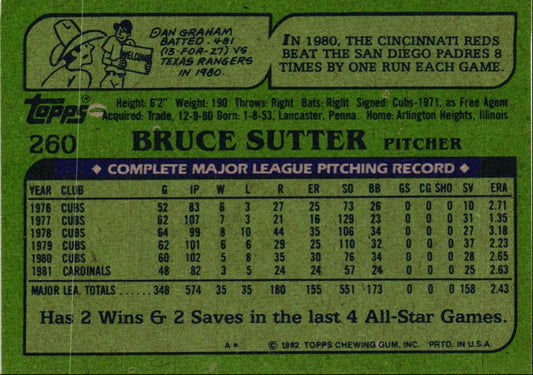 DAN GRAHAM
BATTED .481
(13-FOR-27) VS.
TEXAS RANGERS
IN 1980.
WELCOME
IN 1980, THE CINCINNATI REDS
BEAT THE SAN DIEGO PADRES 8
TIMES BY ONE RUN EACH GAME.
Topps
Height: 6'2" Weight: 190 Throws: Right Bats: Right Signed: Cubs-1971, as Free Agent
Acquired: Trade, 12-9-86 Born: 1-8-53, Lancaster, Penna. Home: Arlington Heights, Illinois
260 BRUCE SUTTER PITCHER
◆ COMPLETE MAJOR LEAGUE PITCHING RECORD ◆
YEAR CLUB G IP W L R ER SO BB GS CG SHO SV ERA
1976 CUBS 52 83 6 3 27 25 73 26 0 0 0 10 2.71
1977 CUBS 62 107 7 3 21 16 129 23 0 0 0 31 1.35
1978 CUBS 64 99 8 10 44 35 106 34 0 0 0 27 3.18
1979 CUBS 62 101 6 6 29 25 110 32 0 0 0 37 2.23
1980 CUBS 60 102 5 8 35 30 76 34 0 0 0 28 2.65
1981 CARDINALS 48 82 3 5 24 24 57 24 0 0 0 25 2.63
MAJOR LEA. TOTALS 348 574 35 35 180 155 551 173 0 0 0 158 2.43
Has 2 Wins & 2 Saves in the last 4 All-Star Games.
A* © 1982 TOPPS CHEWING GUM, INC. PRTD. IN U.S.A.